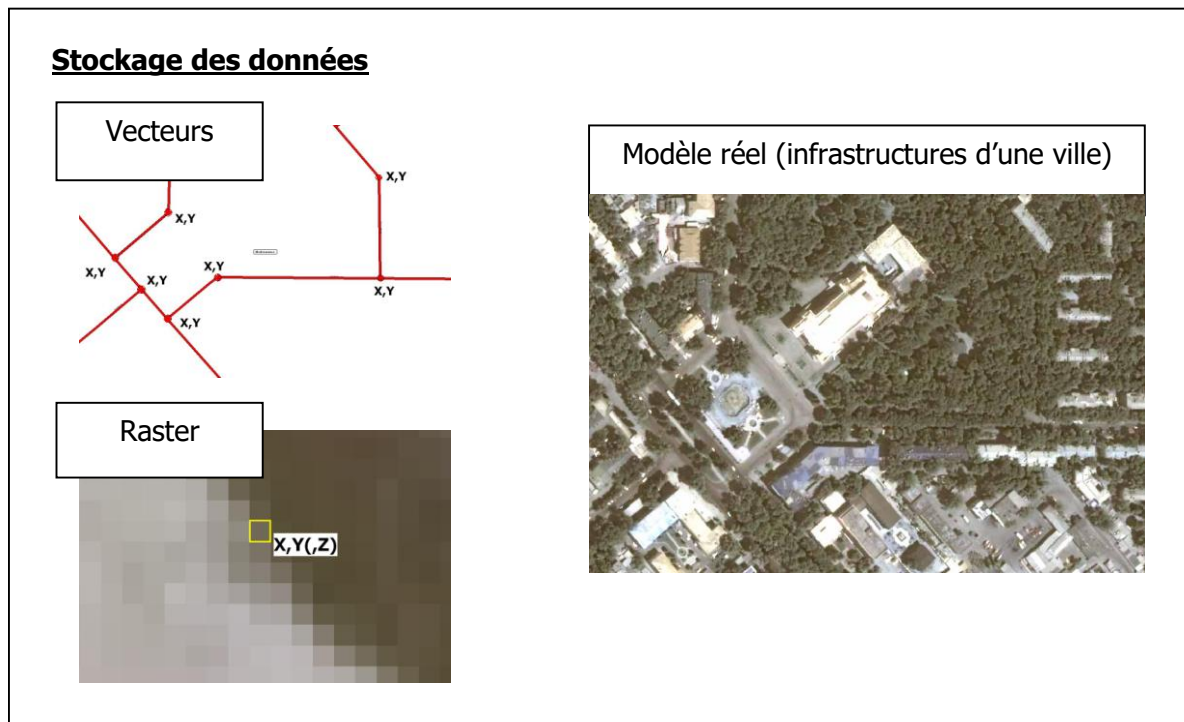 Stockage des données
Vecteurs
X,Y
X,Y
X,Y
X,Y
X,Y
X,Y
X,Y
Raster
X,Y(,Z)
Modèle réel (infrastructures d'une ville)